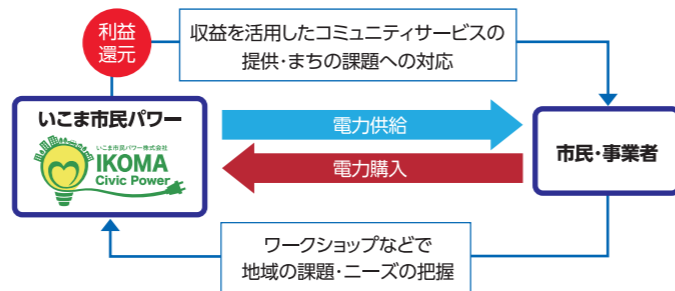 利益
還元
収益を活用したコミュニティサービスの
提供・まちの課題への対応
いこま市民パワー
いこま市民パワー株式会社
IKOMA
Civic Power
電力供給
電力購入
市民・事業者
ワークショップなどで
地域の課題・ニーズの把握